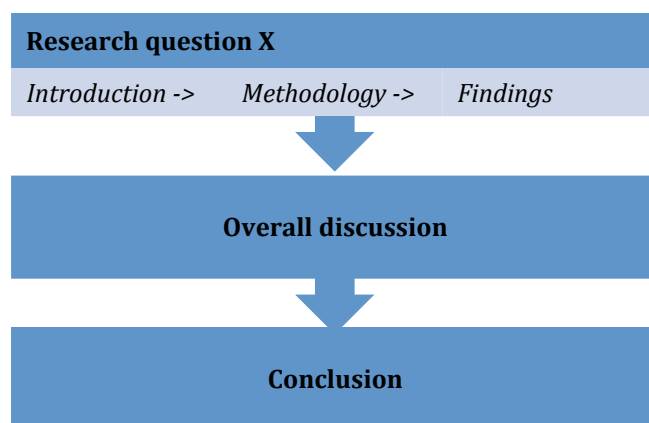 Research question X
Introduction -> Methodology -> Findings
Overall discussion
Conclusion